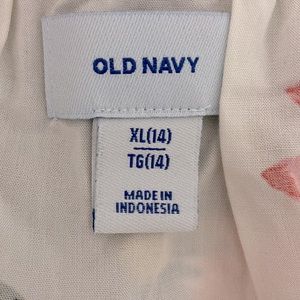 OLD NAVY
XL(14)
TG(14)
MADE IN
INDONESIA